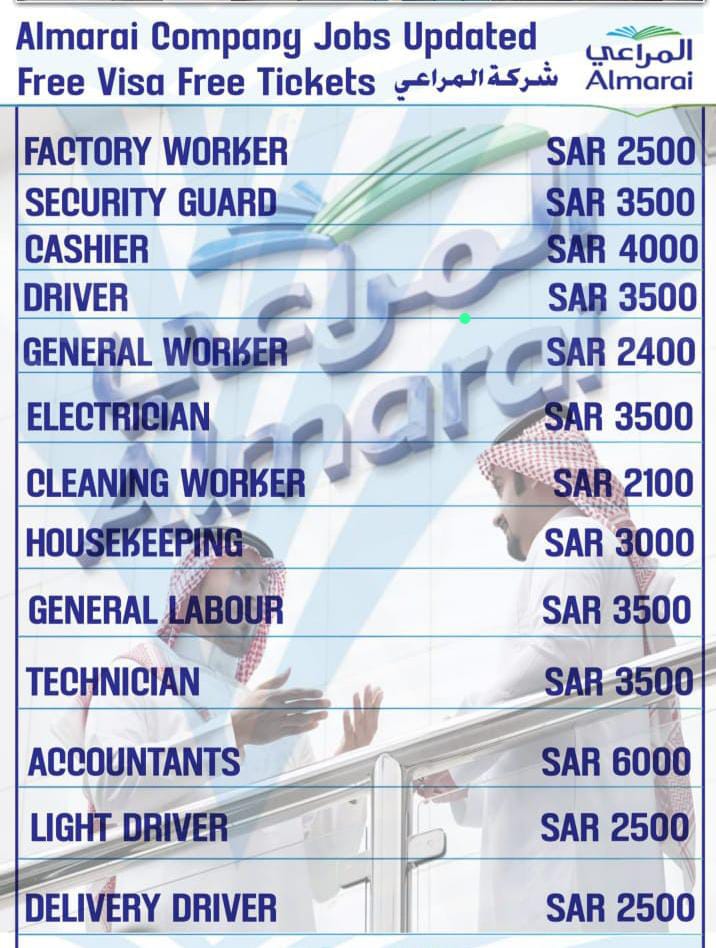 Almarai Company Jobs Updated
Free Visa Free Tickets شركة المراعي
المراعي
Almarai
FACTORY WORKER SAR 2500
SECURITY GUARD SAR 3500
CASHIER SAR 4000
DRIVER SAR 3500
GENERAL WORKER SAR 2400
ELECTRICIAN SAR 3500
CLEANING WORKER SAR 2100
HOUSEKEEPING SAR 3000
GENERAL LABOUR SAR 3500
TECHNICIAN SAR 3500
ACCOUNTANTS SAR 6000
LIGHT DRIVER SAR 2500
DELIVERY DRIVER SAR 2500
المراعي
Almarai